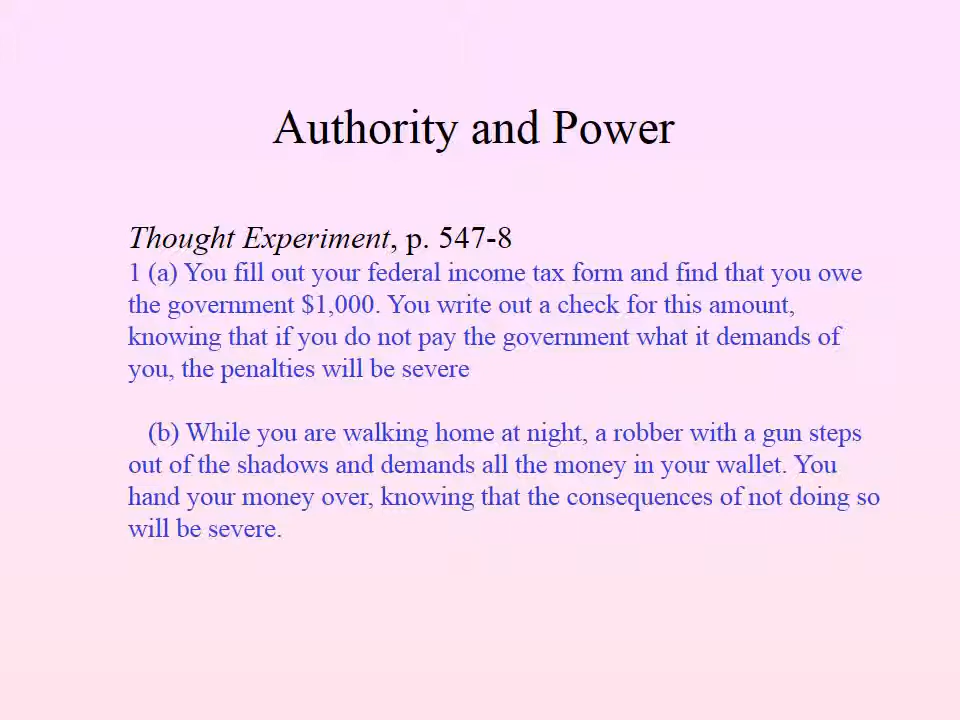 Authority and Power
Thought Experiment, p. 547-8
1 (a) You fill out your federal income tax form and find that you owe
the government $1,000. You write out a check for this amount,
knowing that if you do not pay the government what it demands of
you, the penalties will be severe
(b) While you are walking home at night, a robber with a gun steps
out of the shadows and demands all the money in your wallet. You
hand your money over, knowing that the consequences of not doing so
will be severe.